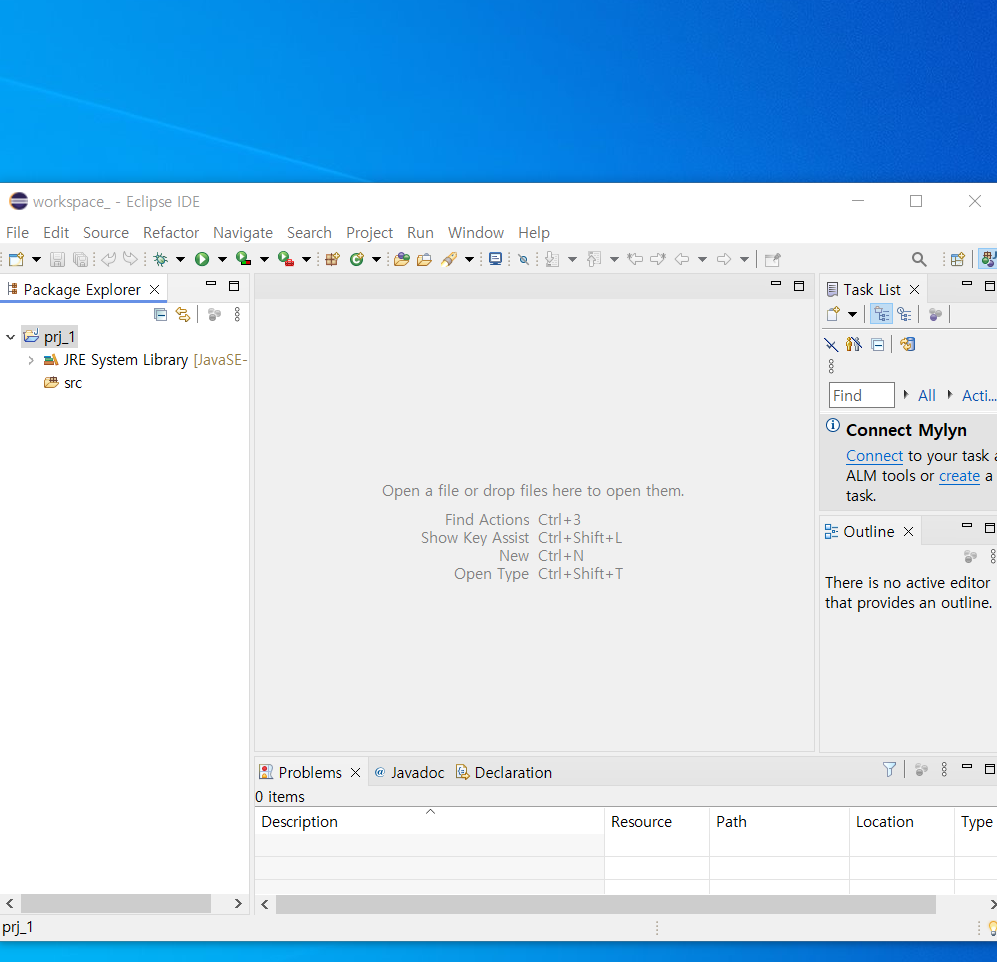 workspace_ - Eclipse IDE
File Edit Source Refactor Navigate Search Project Run Window Help
Package Explorer
prj_1
JRE System Library [JavaSE-
src
Open a file or drop files here to open them.
Find Actions Ctrl+3
Show Key Assist Ctrl+Shift+L
New Ctrl+N
Open Type Ctrl+Shift+T
Task List
Find All Acti...
Connect Mylyn
Connect to your task a
ALM tools or create a
task.
Outline
There is no active editor
that provides an outline.
Problems @ Javadoc Declaration
0 items
Description Resource Path Location Type
prj_1